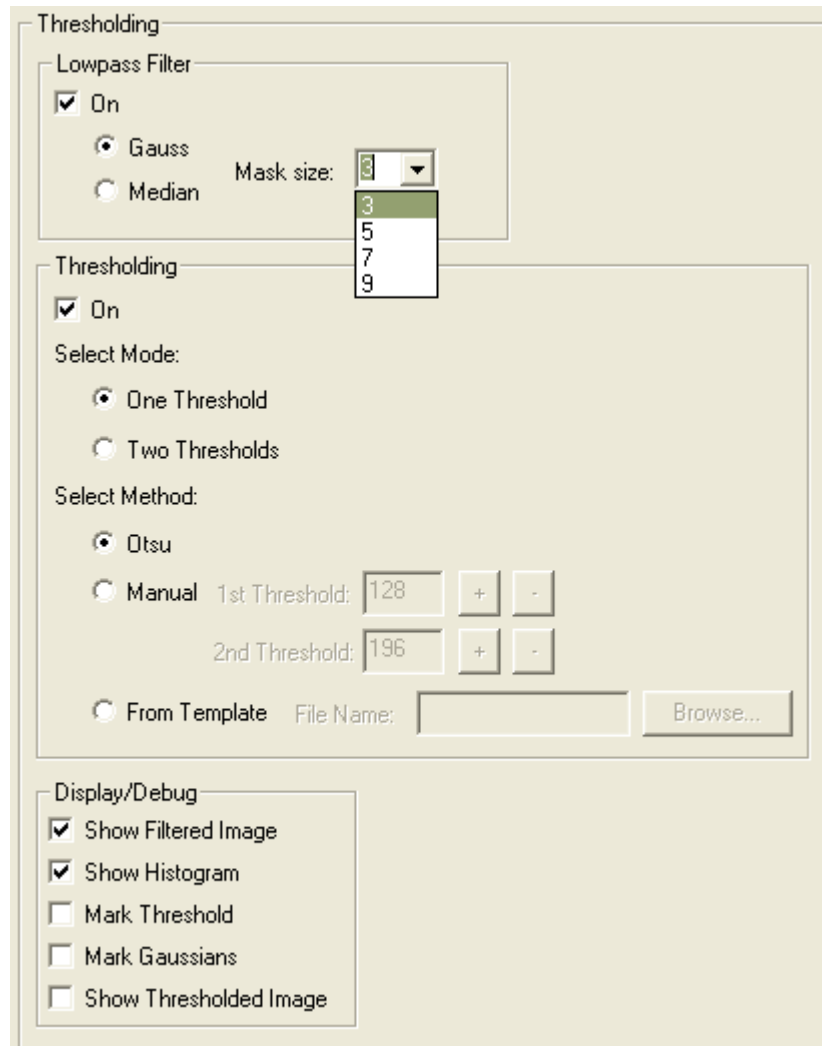 Thresholding
Lowpass Filter
On
Gauss
Median
Mask size: 3
3
5
7
9
Thresholding
On
Select Mode:
One Threshold
Two Thresholds
Select Method:
Otsu
Manual 1st Threshold: 128 + -
2nd Threshold: 196 + -
From Template File Name: Browse...
Display/Debug
Show Filtered Image
Show Histogram
Mark Threshold
Mark Gaussians
Show Thresholded Image